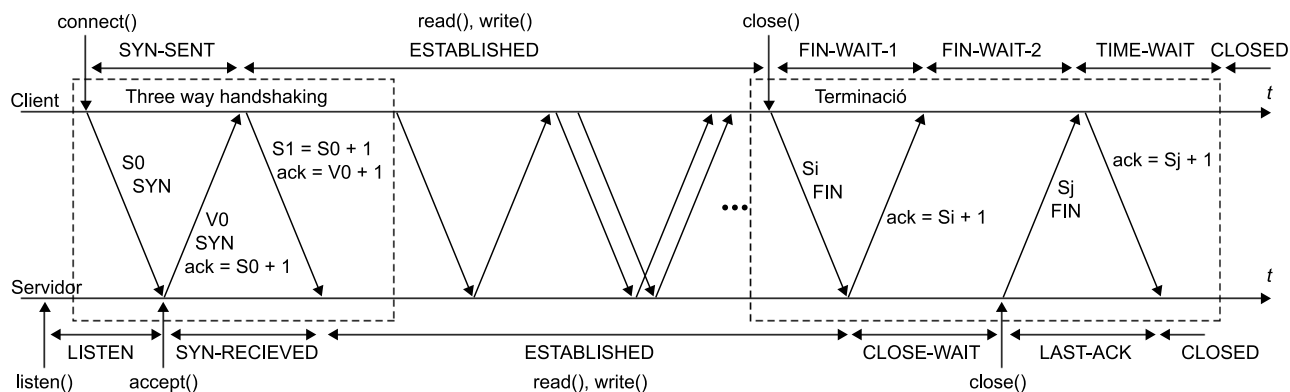 connect()
read(), write()
close()
SYN-SENT
ESTABLISHED
FIN-WAIT-1
FIN-WAIT-2
TIME-WAIT
CLOSED
Client
Three way handshaking
Terminació
t
S0
SYN
S1 = S0 + 1
ack = V0 + 1
V0
SYN
ack = S0 + 1
...
Si
FIN
ack = Si + 1
Sj
FIN
ack = Sj + 1
Servidor
t
LISTEN
SYN-RECIEVED
ESTABLISHED
CLOSE-WAIT
LAST-ACK
CLOSED
listen()
accept()
read(), write()
close()